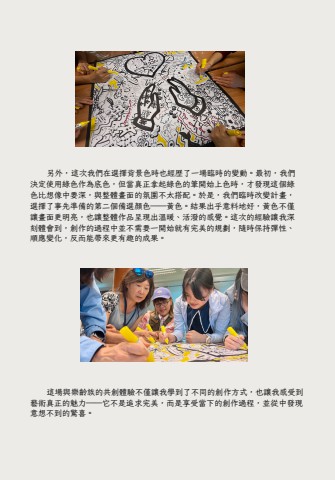 另外，這次我們在選擇背景色時也經歷了一場臨時的變動。最初，我們
決定使用綠色作為底色，但當真正拿起綠色的筆開始上色時，才發現這個綠
色比想像中要深，與整體畫面的氛圍不太搭配。於是，我們臨時改變計畫，
選擇了事先準備的第二個備選顏色——黃色。結果出乎意料地好，黃色不僅
讓畫面更明亮，也讓整體作品呈現出溫暖、活潑的感覺。這次的經驗讓我深
刻體會到，創作的過程中並不需要一開始就有完美的規劃，隨時保持彈性、
順應變化，反而能帶來更有趣的成果。
這場與樂齡族的共創體驗不僅讓我學到了不同的創作方式，也讓我感受到
藝術真正的魅力——它不是追求完美，而是享受當下的創作過程，並從中發現
意想不到的驚喜。